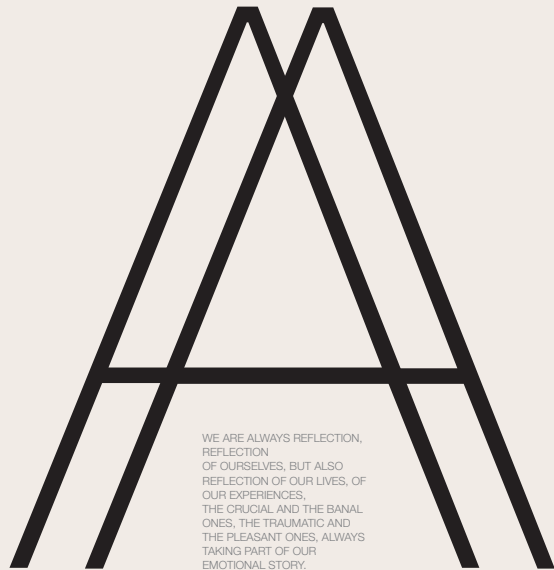 A
WE ARE ALWAYS REFLECTION,
REFLECTION
OF OURSELVES, BUT ALSO
REFLECTION OF OUR LIVES, OF
OUR EXPERIENCES,
THE CRUCIAL AND THE BANAL
ONES, THE TRAUMATIC AND
THE PLEASANT ONES, ALWAYS
TAKING PART OF OUR
EMOTIONAL STORY.